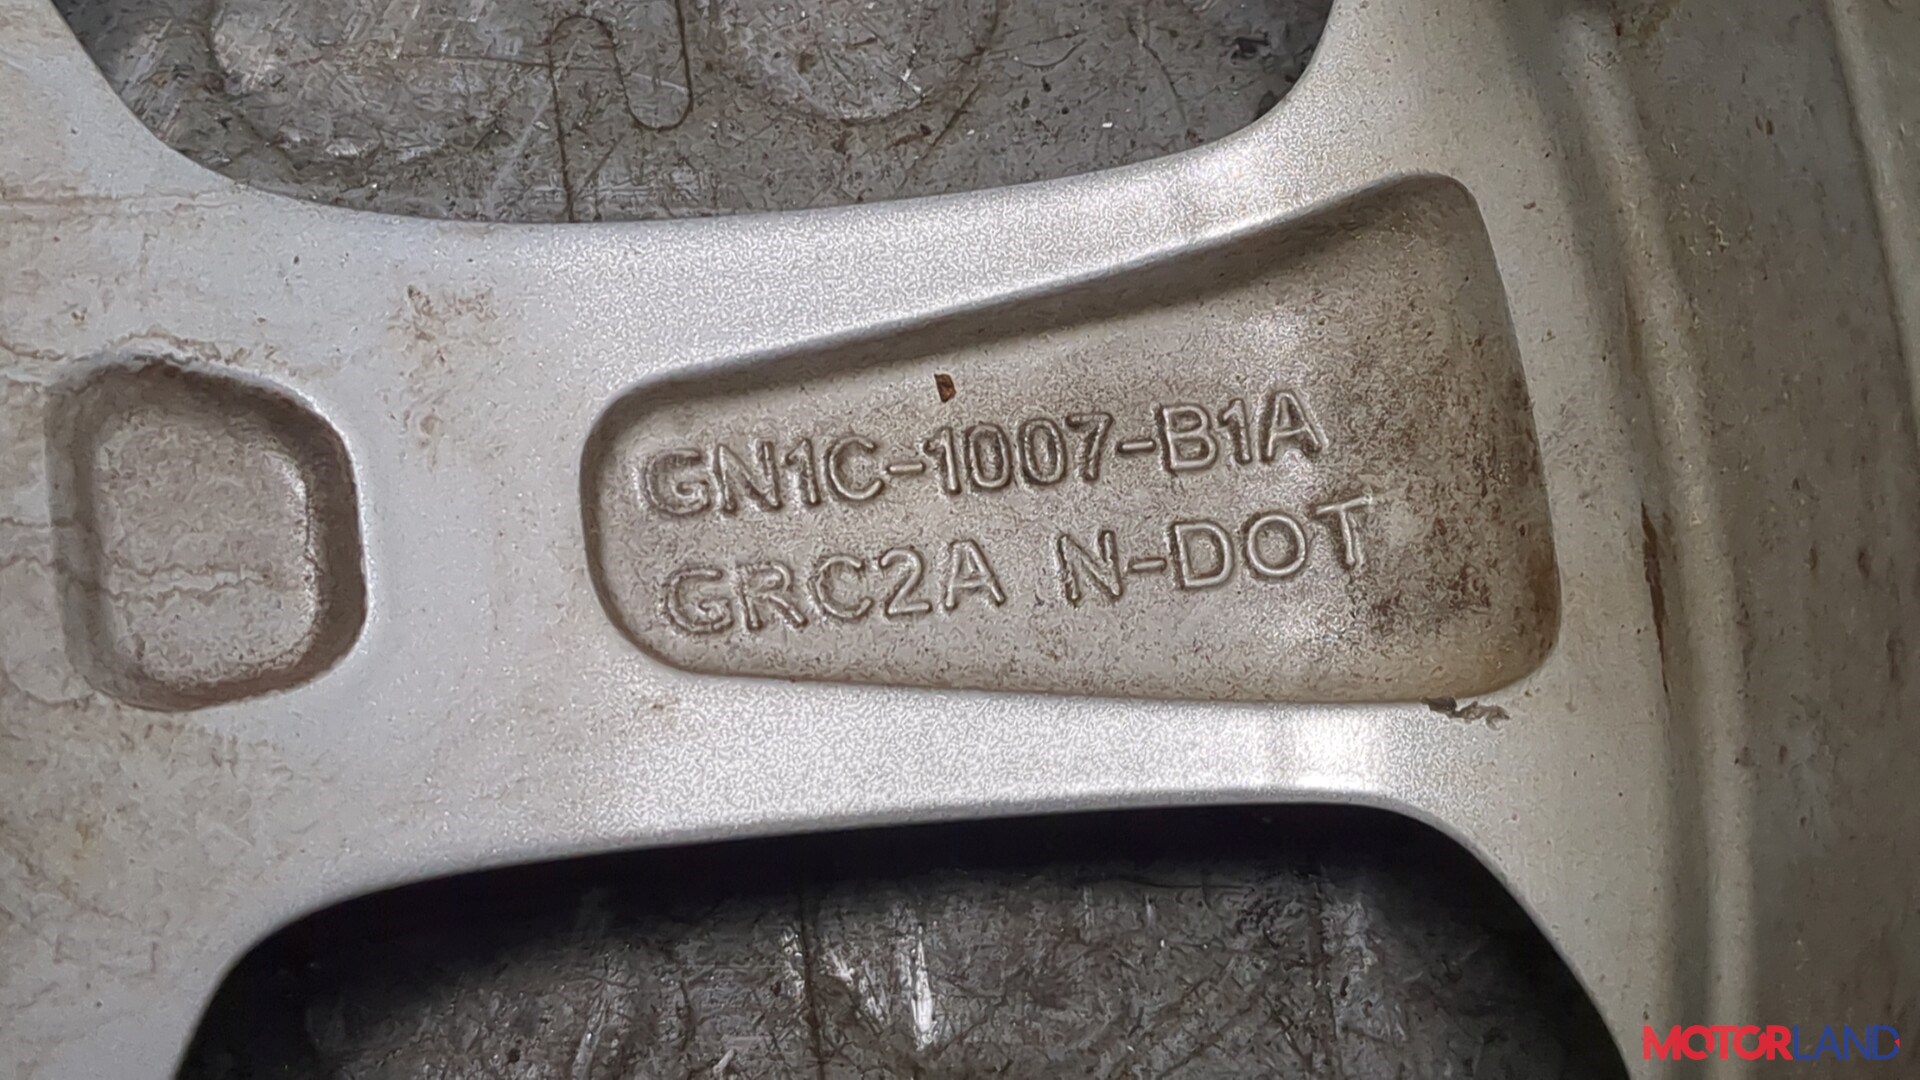 GN1C-1007-B1A
GRC2A N-DOT
MOTORLAND